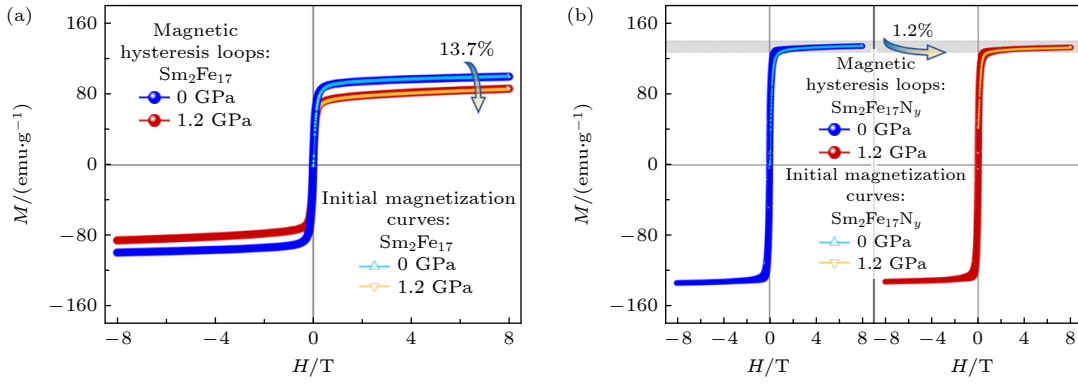 (a)
160
80
0
−80
−160
M/(emu·g⁻¹)
Magnetic
hysteresis loops:
Sm₂Fe₁₇
0 GPa
1.2 GPa
13.7%
Initial magnetization
curves:
Sm₂Fe₁₇
0 GPa
1.2 GPa
−8
−4
0
4
8
H/T
(b)
160
80
0
−80
−160
M/(emu·g⁻¹)
1.2%
Magnetic
hysteresis loops:
Sm₂Fe₁₇Nᵧ
0 GPa
1.2 GPa
Initial magnetization
curves:
Sm₂Fe₁₇Nᵧ
0 GPa
1.2 GPa
−8
−4
0
4
−8
−4
0
4
8
H/T